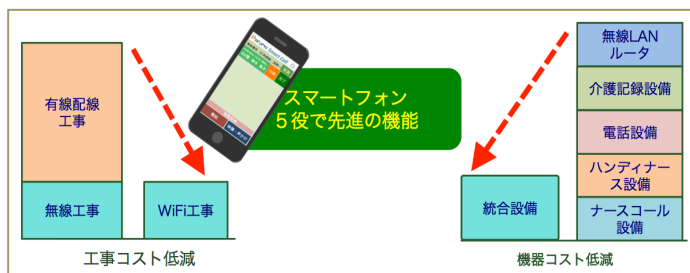 有線配線
工事
無線工事
WiFi工事
工事コスト低減
スマートフォン
５役で先進の機能
無線LAN
ルータ
介護記録設備
電話設備
ハンディナー
ス設備
ナースコール
設備
統合設備
機器コスト低減